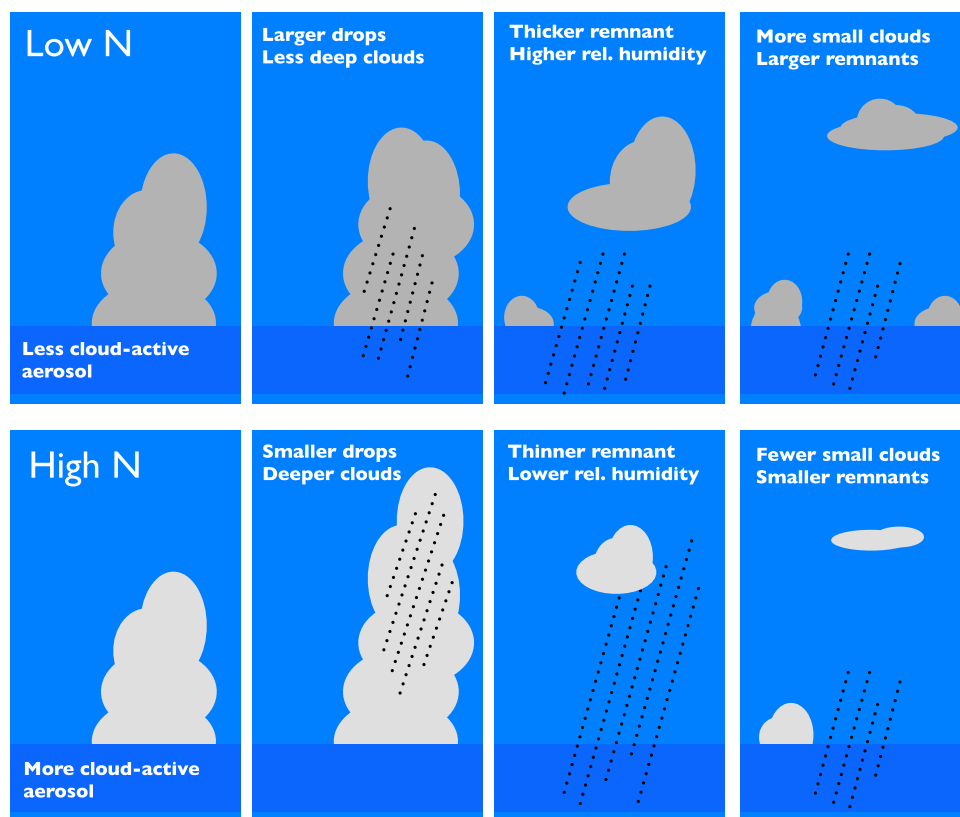 Low N
Larger drops
Less deep clouds
Thicker remnant
Higher rel. humidity
More small clouds
Larger remnants
Less cloud-active
aerosol
High N
Smaller drops
Deeper clouds
Thinner remnant
Lower rel. humidity
Fewer small clouds
Smaller remnants
More cloud-active
aerosol